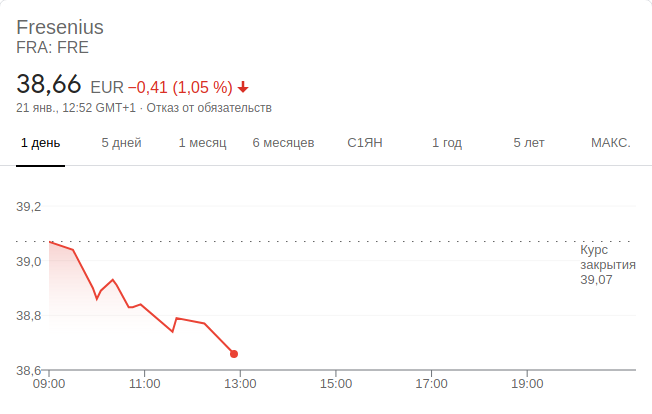 Fresenius
FRA: FRE
38,66 EUR −0,41 (1,05 %)
21 янв., 12:52 GMT+1 · Отказ от обязательств
1 день 5 дней 1 месяц 6 месяцев С1ЯН 1 год 5 лет МАКС.
39,2
39,0
38,8
38,6
Курс
закрытия
39,07
09:00 11:00 13:00 15:00 17:00 19:00